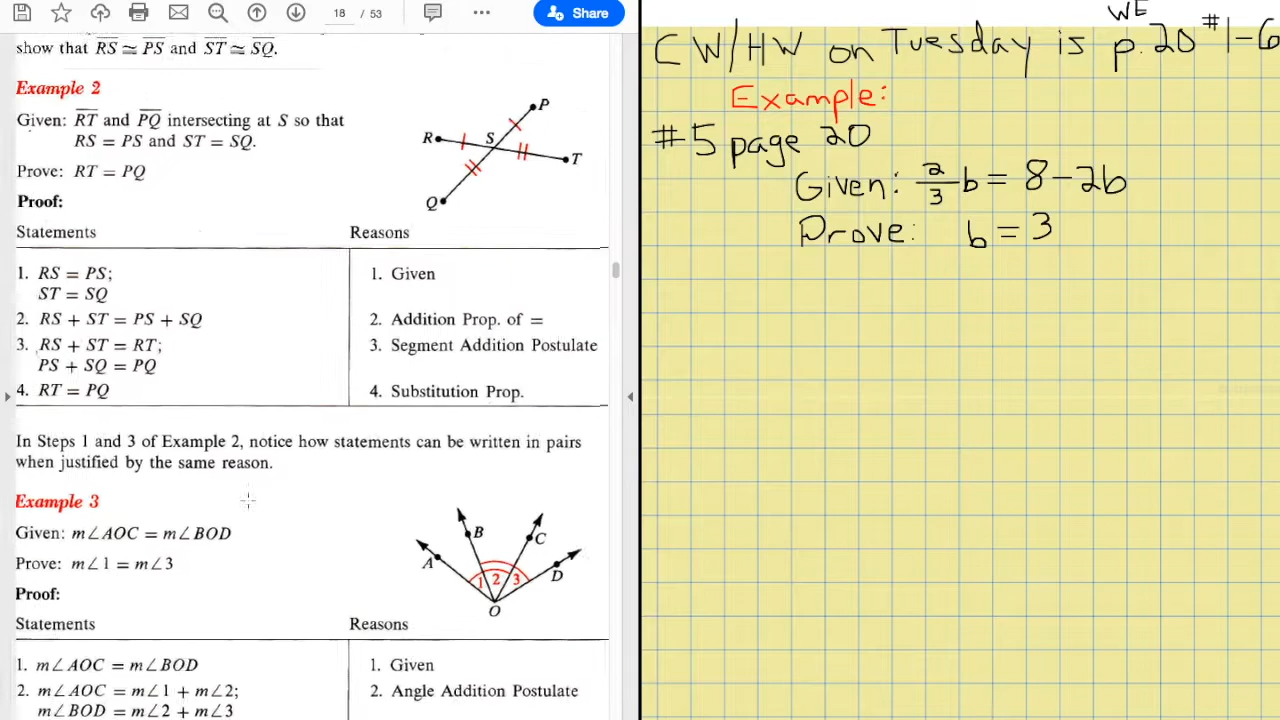 18 / 53
Share
show that RS ≅ PS and ST ≅ SQ.
Example 2
Given: RT and PQ intersecting at S so that
RS = PS and ST = SQ.
Prove: RT = PQ
Proof:
P
R
S
T
Q
Statements Reasons
1. RS = PS; 1. Given
ST = SQ
2. RS + ST = PS + SQ 2. Addition Prop. of =
3. RS + ST = RT; 3. Segment Addition Postulate
PS + SQ = PQ
4. RT = PQ 4. Substitution Prop.
In Steps 1 and 3 of Example 2, notice how statements can be written in pairs
when justified by the same reason.
Example 3
Given: m∠AOC = m∠BOD
Prove: m∠1 = m∠3
Proof:
B
C
A
D
1 2 3
O
Statements Reasons
1. m∠AOC = m∠BOD 1. Given
2. m∠AOC = m∠1 + m∠2; 2. Angle Addition Postulate
m∠BOD = m∠2 + m∠3
WE
CW/HW on Tuesday is p.20 #1-6
Example:
#5 page 20
Given: 2/3 b = 8 - 2b
Prove: b = 3